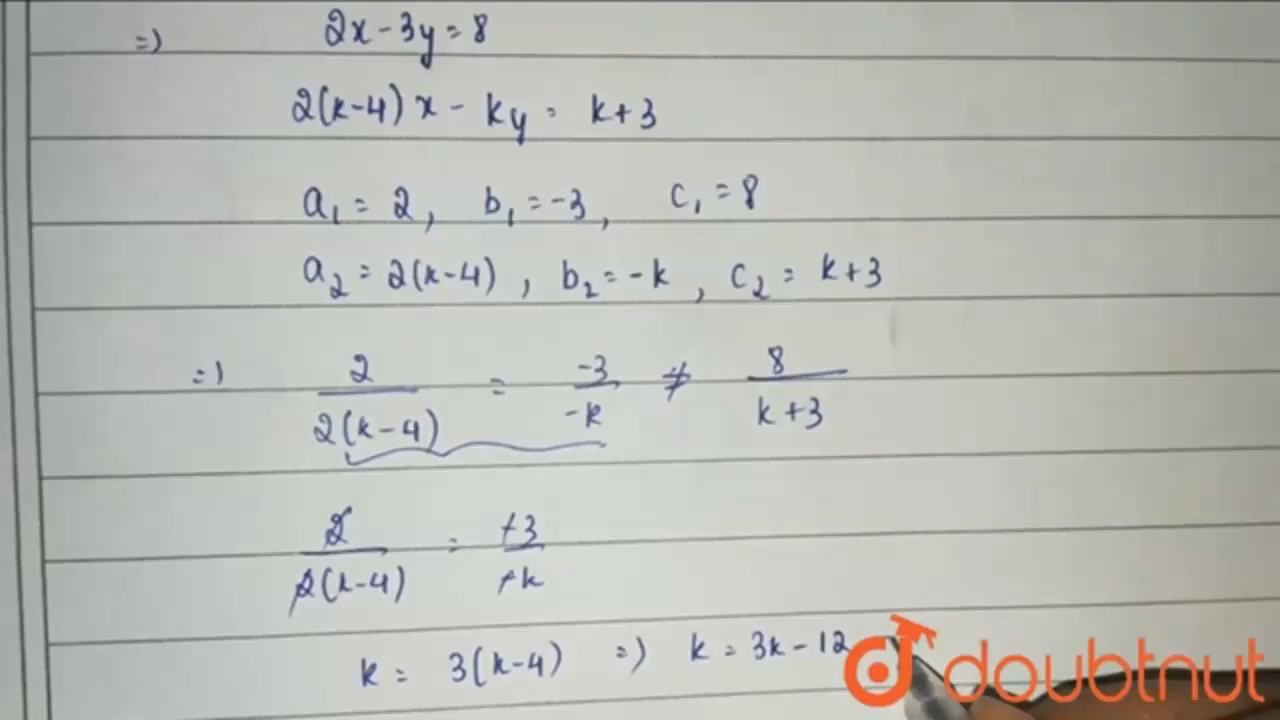 =) 2x - 3y = 8
2(k-4) x - ky = k+3
a₁ = 2, b₁ = -3, c₁ = 8
a₂ = 2(k-4), b₂ = -k, c₂ = k+3
=) 2/2(k-4) = -3/-k ≠ 8/k+3
2/2(k-4) = -3/-k
k = 3(k-4) =) k = 3k - 12
doubtnut